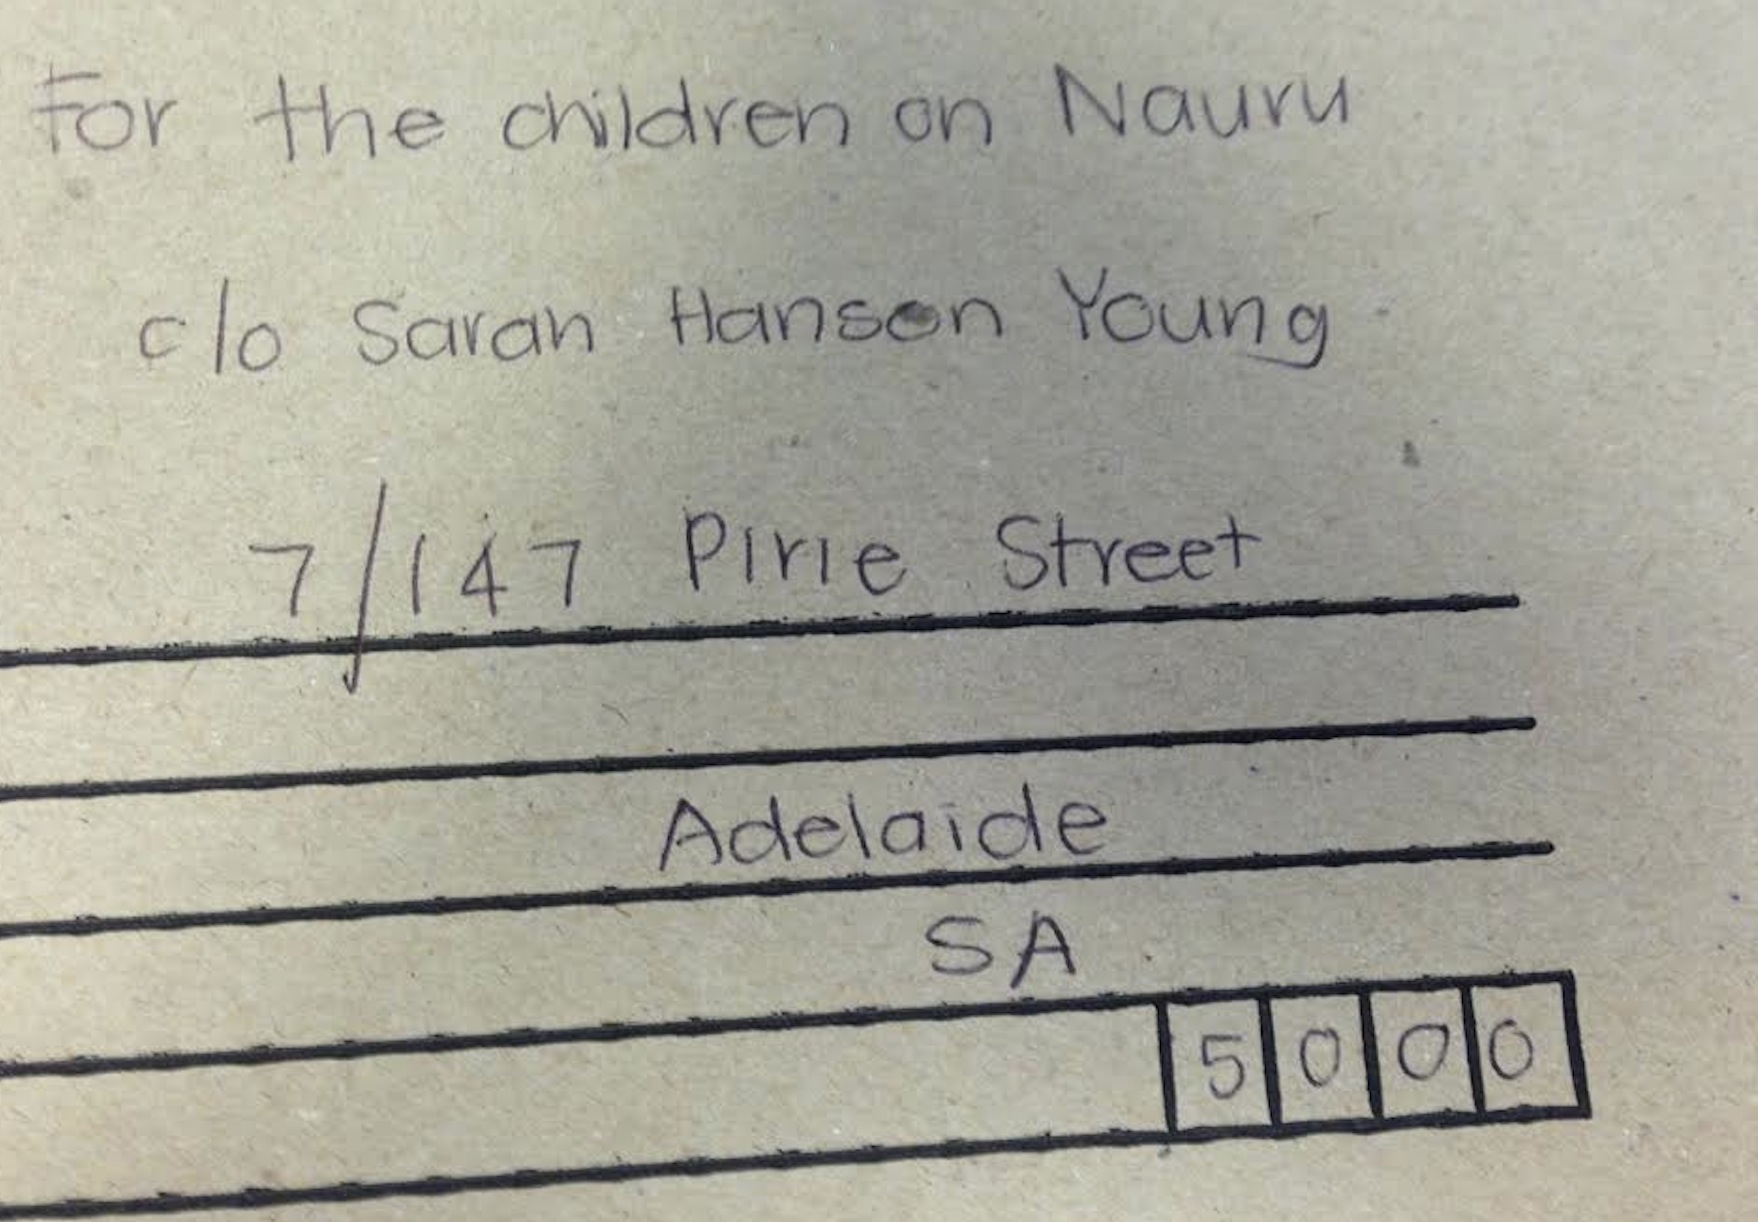 For the children on Nauru
c/o Sarah Hanson Young
7/147 Pirie Street
Adelaide
SA
5000